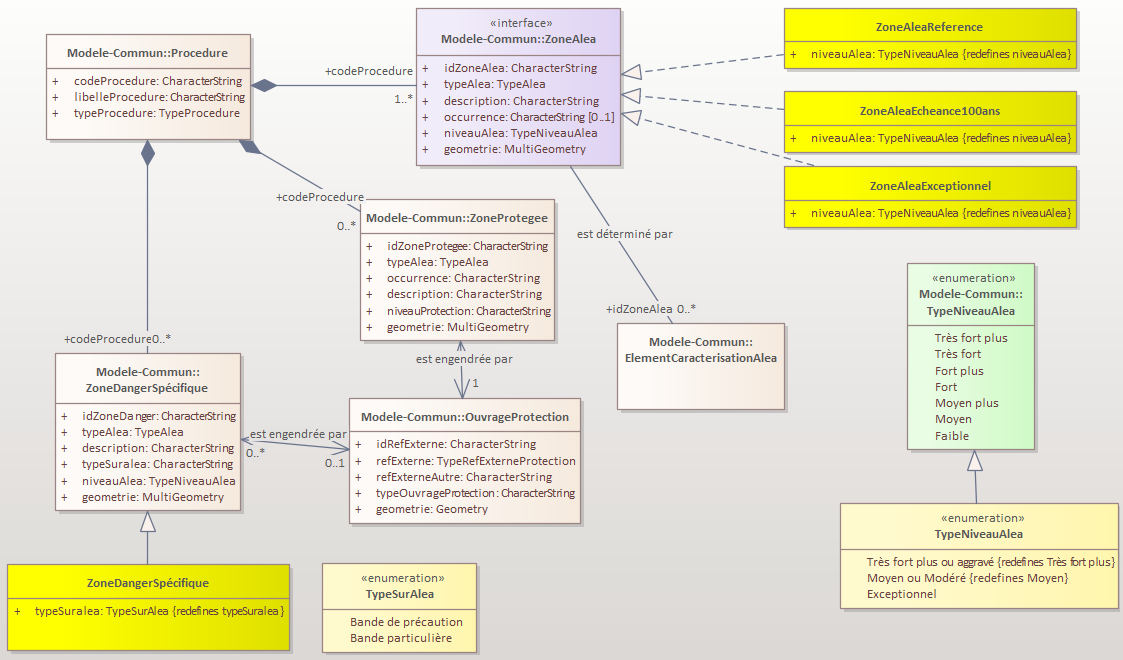 Modele-Commun::Procedure
+ codeProcedure: CharacterString
+ libelleProcedure: CharacterString
+ typeProcedure: TypeProcedure
+codeProcedure
1..*
«interface»
Modele-Commun::ZoneAlea
+ idZoneAlea: CharacterString
+ typeAlea: TypeAlea
+ description: CharacterString
+ occurrence: CharacterString [0..1]
+ niveauAlea: TypeNiveauAlea
+ geometrie: MultiGeometry
ZoneAleaReference
+ niveauAlea: TypeNiveauAlea {redefines niveauAlea}
ZoneAleaEcheance100ans
+ niveauAlea: TypeNiveauAlea {redefines niveauAlea}
ZoneAleaExceptionnel
+ niveauAlea: TypeNiveauAlea {redefines niveauAlea}
+codeProcedure
0..*
Modele-Commun::ZoneProtegee
+ idZoneProtegee: CharacterString
+ typeAlea: TypeAlea
+ occurrence: CharacterString
+ description: CharacterString
+ niveauProtection: CharacterString
+ geometrie: MultiGeometry
est déterminé par
+idZoneAlea 0..*
Modele-Commun::
ElementCaracterisationAlea
«enumeration»
Modele-Commun::
TypeNiveauAlea
Très fort plus
Très fort
Fort plus
Fort
Moyen plus
Moyen
Faible
+codeProcedure 0..*
Modele-Commun::
ZoneDangerSpécifique
+ idZoneDanger: CharacterString
+ typeAlea: TypeAlea
+ description: CharacterString
+ typeSuralea: CharacterString
+ niveauAlea: TypeNiveauAlea
+ geometrie: MultiGeometry
est engendrée par
1
est engendrée par
0..*
0..1
Modele-Commun::OuvrageProtection
+ idRefExterne: CharacterString
+ refExterne: TypeRefExterneProtection
+ refExterneAutre: CharacterString
+ typeOuvrageProtection: CharacterString
+ geometrie: Geometry
ZoneDangerSpécifique
+ typeSuralea: TypeSurAlea {redefines typeSuralea}
«enumeration»
TypeSurAlea
Bande de précaution
Bande particulière
«enumeration»
TypeNiveauAlea
Très fort plus ou aggravé {redefines Très fort plus}
Moyen ou Modéré {redefines Moyen}
Exceptionnel